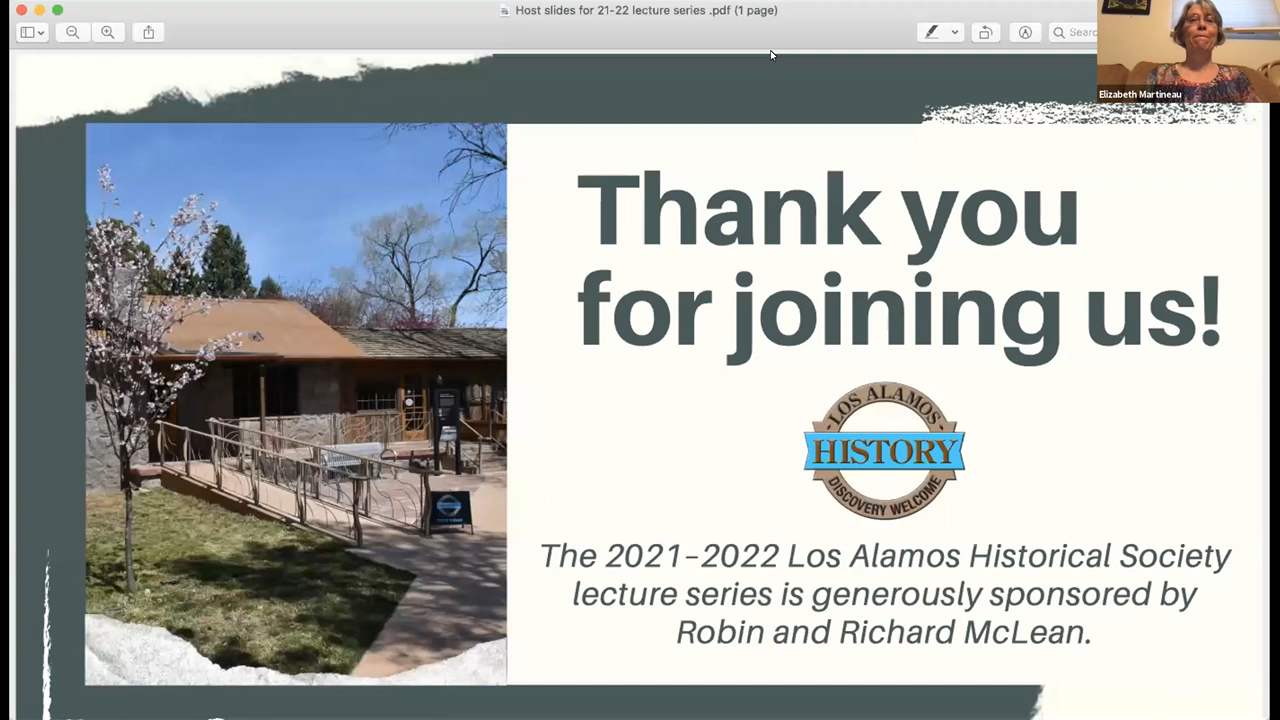 Host slides for 21-22 lecture series .pdf (1 page)
Searc
Elizabeth Martineau
Thank you
for joining us!
LOS ALAMOS
HISTORY
DISCOVERY WELCOME
The 2021–2022 Los Alamos Historical Society
lecture series is generously sponsored by
Robin and Richard McLean.